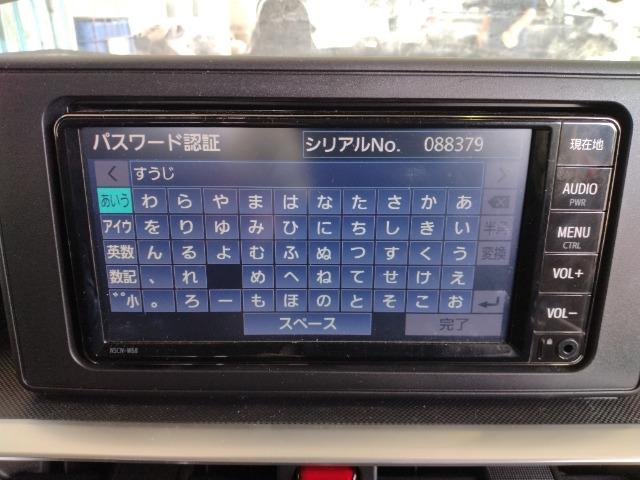 パスワード認証 シリアルNo. 088379
現在地
すうじ
あいう わ ら や ま は な た さ か あ
アイウ を り ゆ み ひ に ち し き い 半角
英数 ん る よ む ふ ぬ つ す く う 変換
数記 、 れ め へ ね て せ け え
゛゜小 。 ろ ー も ほ の と そ こ お
スペース 完了
AUDIO
PWR
MENU
CTRL
VOL+
VOL-
NSCN-W68